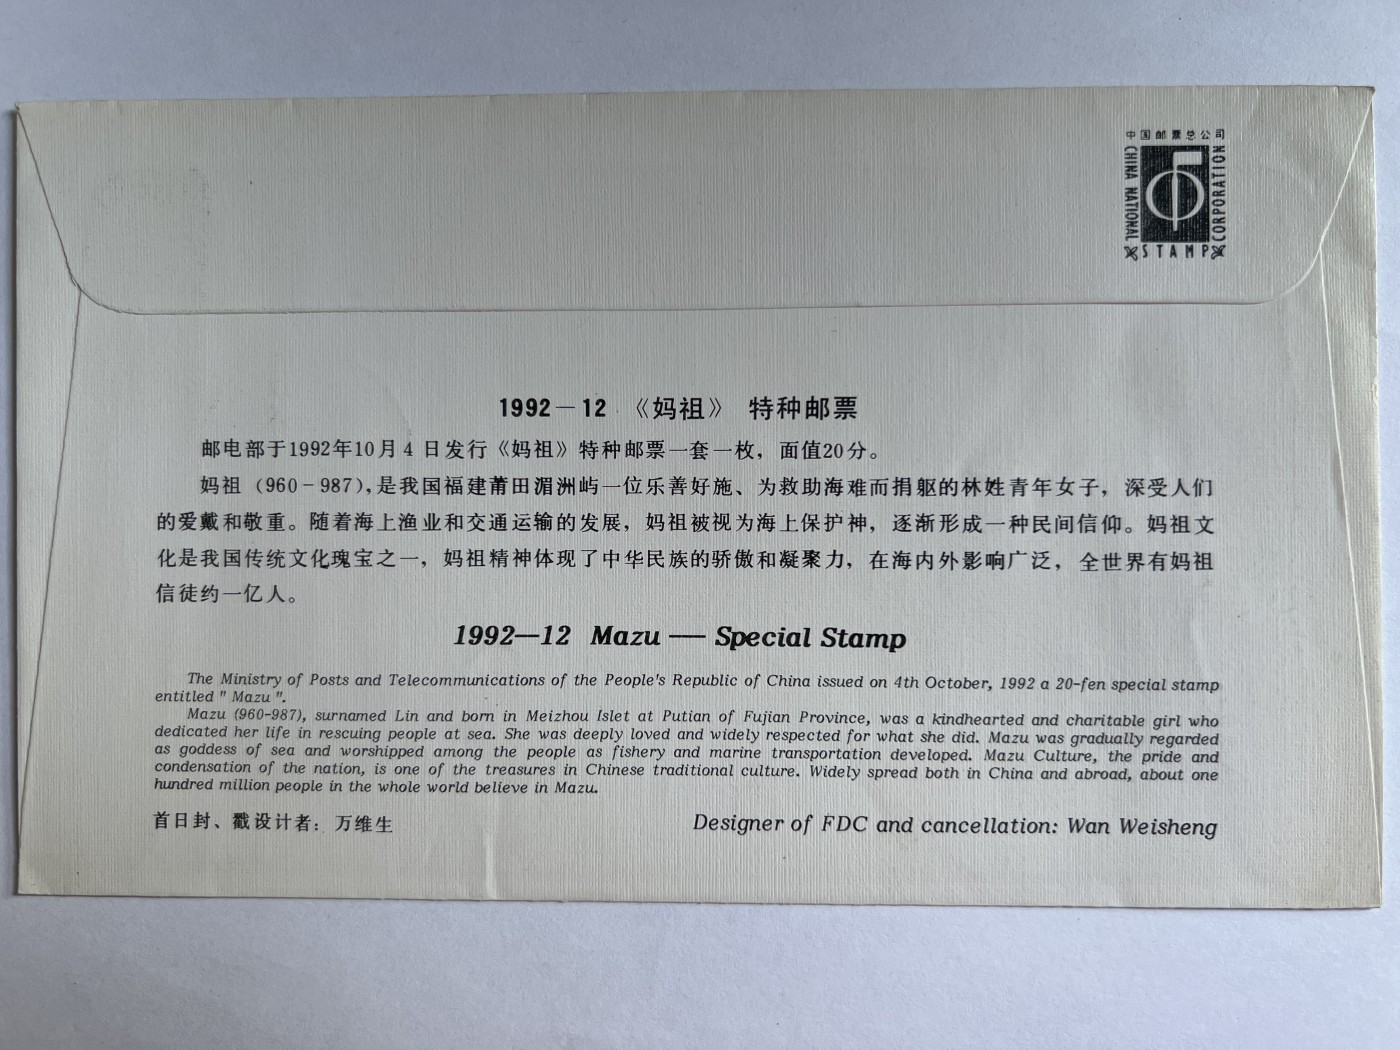 中国邮票总公司
CHINA NATIONAL
STAMP
CORPORATION
1992－12 《妈祖》 特种邮票
邮电部于1992年10月4日发行《妈祖》特种邮票一套一枚，面值20分。
妈祖（960－987），是我国福建莆田湄洲屿一位乐善好施、为救助海难而捐躯的林姓青年女子，深受人们
的爱戴和敬重。随着海上渔业和交通运输的发展，妈祖被视为海上保护神，逐渐形成一种民间信仰。妈祖文
化是我国传统文化瑰宝之一，妈祖精神体现了中华民族的骄傲和凝聚力，在海内外影响广泛，全世界有妈祖
信徒约一亿人。
1992—12 Mazu — Special Stamp
The Ministry of Posts and Telecommunications of the People's Republic of China issued on 4th October, 1992 a 20-fen special stamp
entitled " Mazu ".
Mazu (960-987), surnamed Lin and born in Meizhou Islet at Putian of Fujian Province, was a kindhearted and charitable girl who
dedicated her life in rescuing people at sea. She was deeply loved and widely respected for what she did. Mazu was gradually regarded
as goddess of sea and worshipped among the people as fishery and marine transportation developed. Mazu Culture, the pride and
condensation of the nation, is one of the treasures in Chinese traditional culture. Widely spread both in China and abroad, about one
hundred million people in the whole world believe in Mazu.
首日封、戳设计者：万维生
Designer of FDC and cancellation: Wan Weisheng